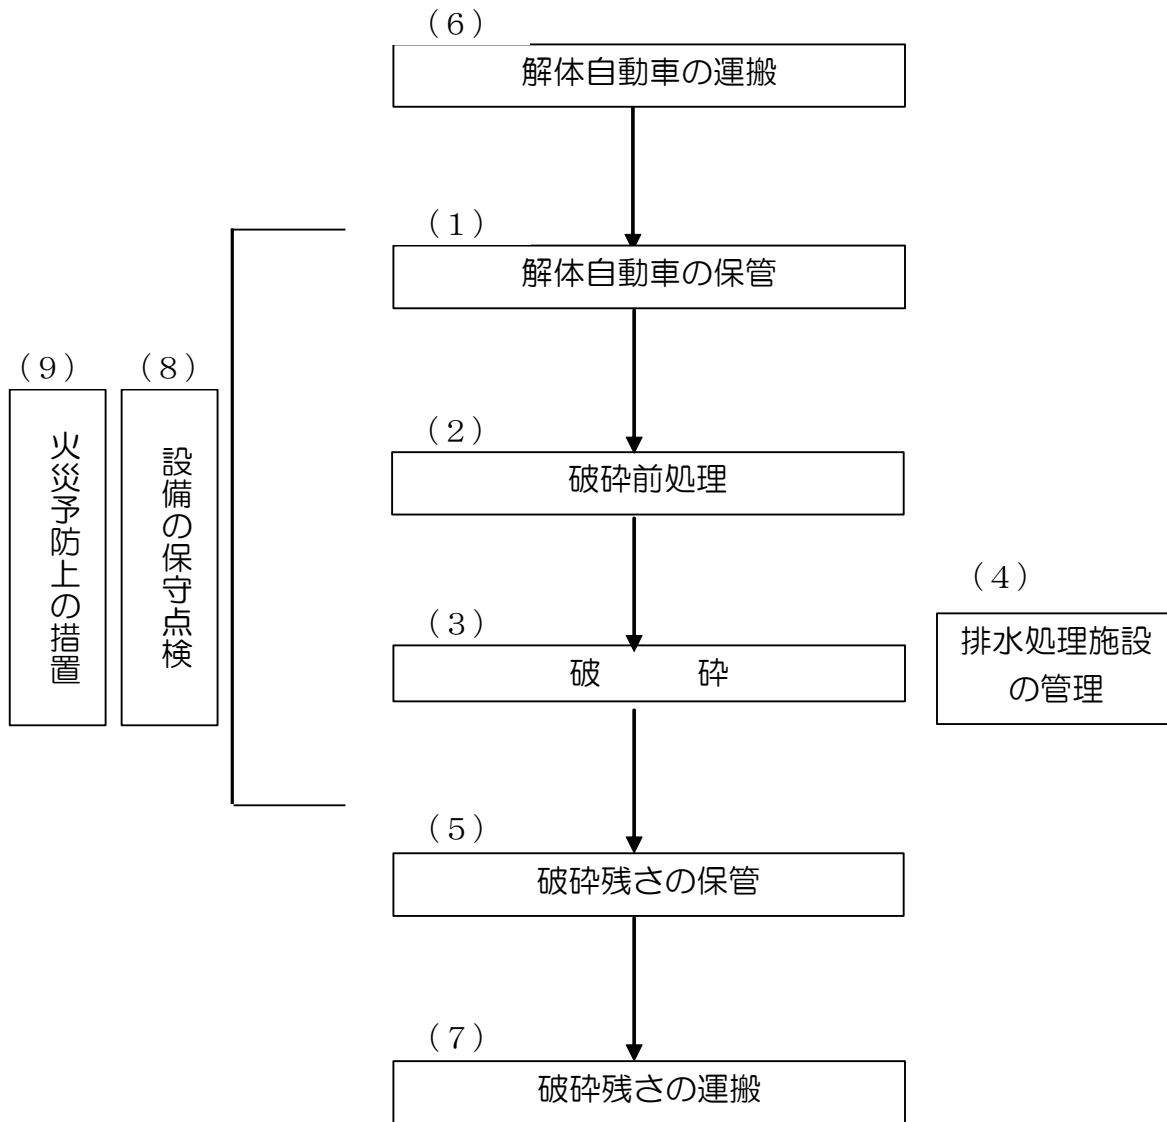 （６）
解体自動車の運搬
（１）
解体自動車の保管
（９）
火災予防上の措置
（８）
設備の保守点検
（２）
破砕前処理
（３）
破　　　砕
（４）
排水処理施設
の管理
（５）
破砕残さの保管
（７）
破砕残さの運搬